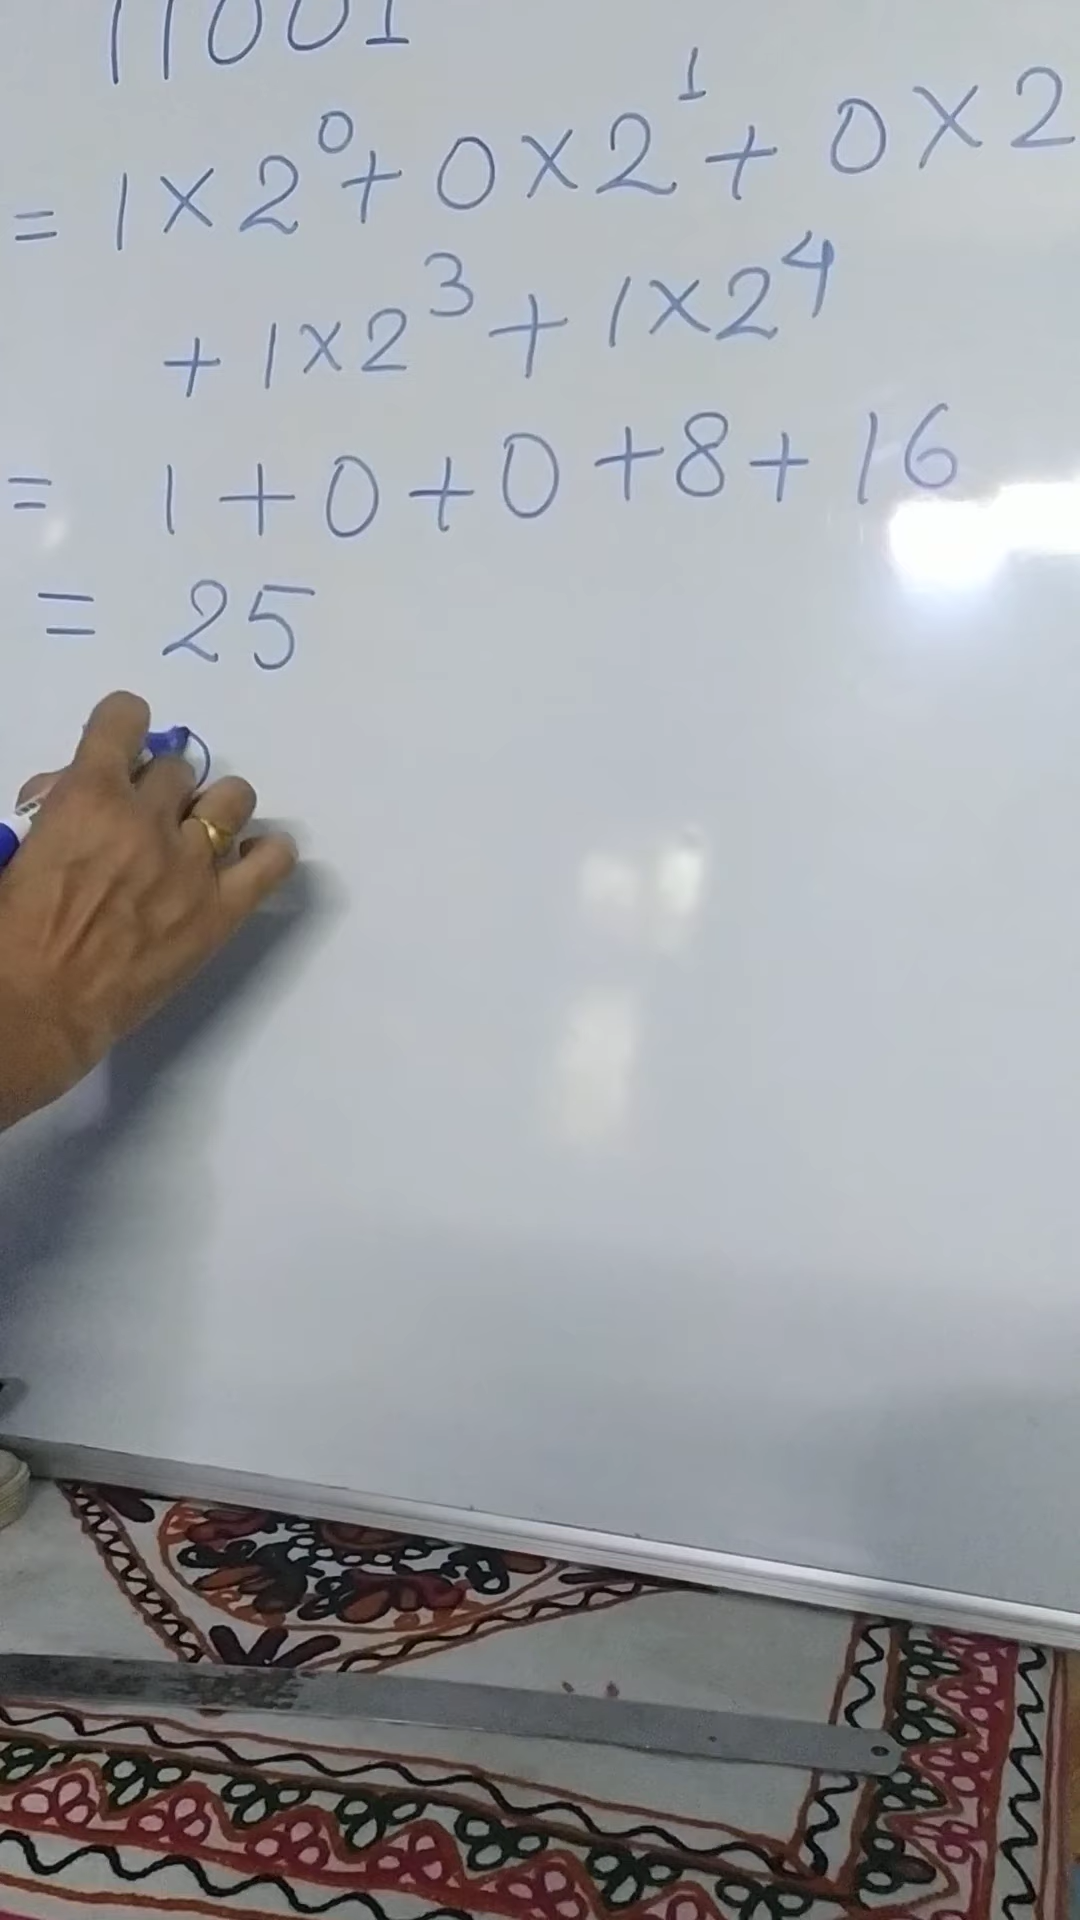 11001
= 1 × 2⁰ + 0 × 2¹ + 0 × 2
+ 1 × 2³ + 1 × 2⁴
= 1 + 0 + 0 + 8 + 16
= 25